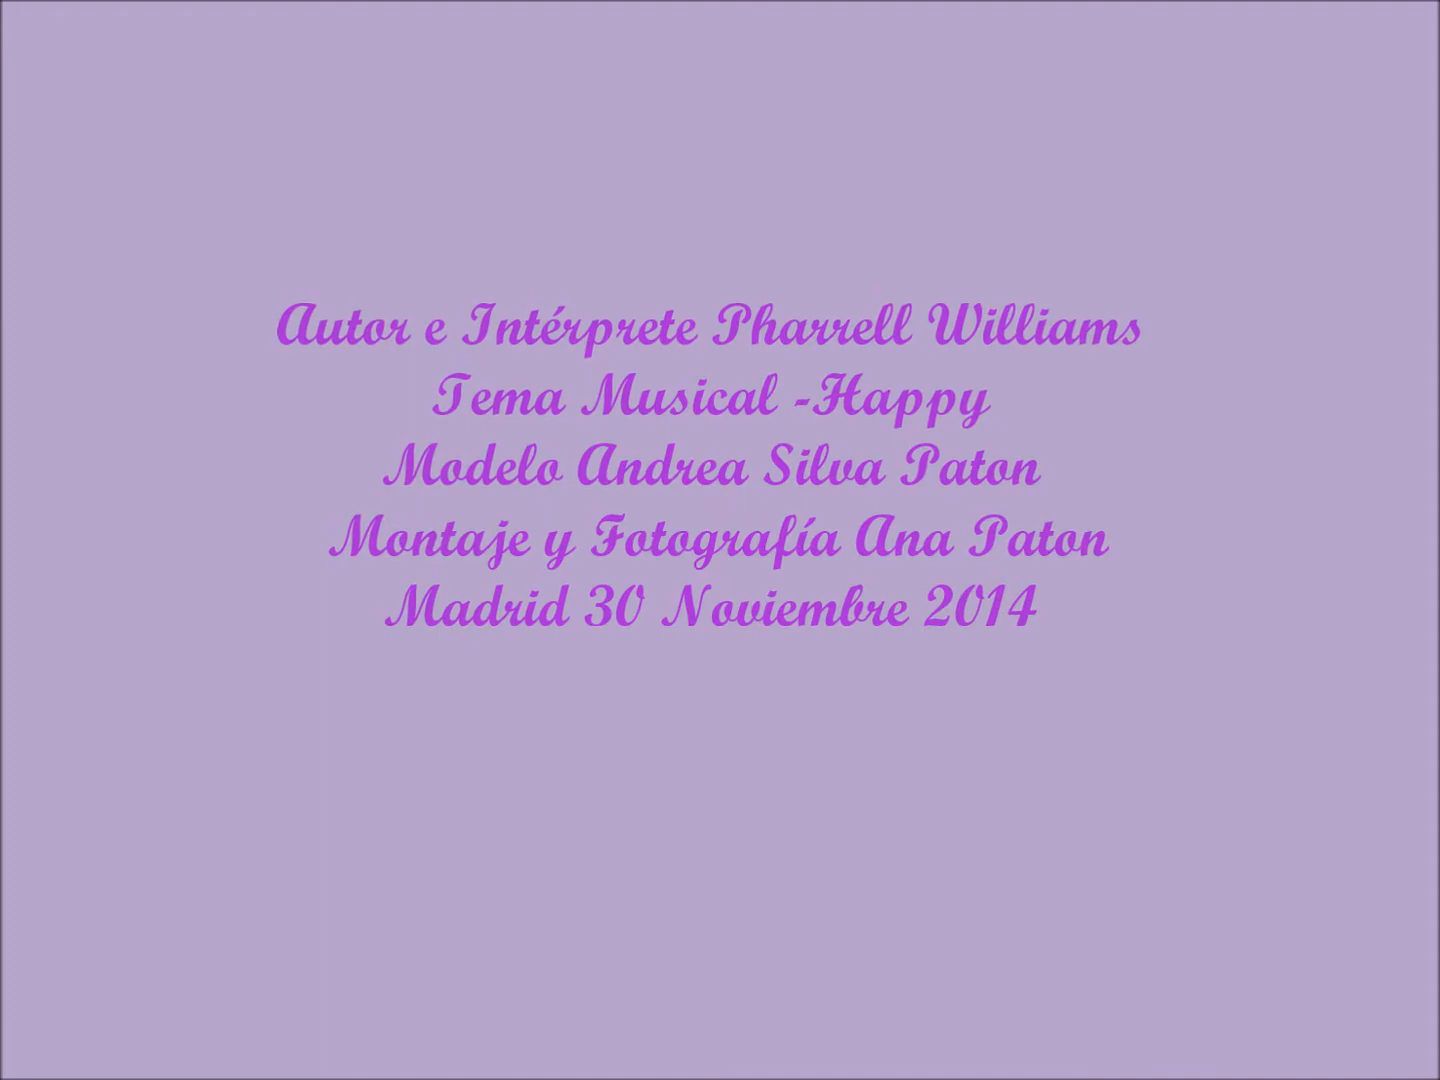 Autor e Intérprete Pharrell Williams
Tema Musical -Happy
Modelo Andrea Silva Paton
Montaje y Fotografía Ana Paton
Madrid 30 Noviembre 2014